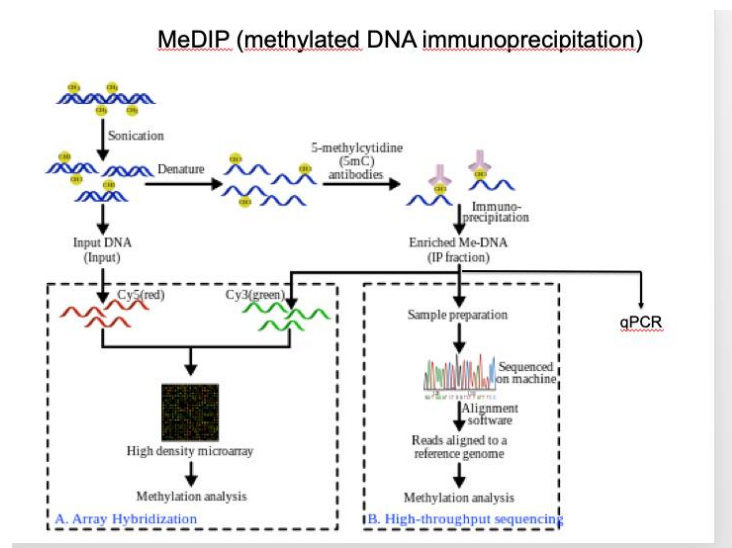 MeDIP (methylated DNA immunoprecipitation)
Sonication
Denature
5-methylcytidine
(5mC)
antibodies
Immuno-
precipitation
Input DNA
(Input)
Enriched Me-DNA
(IP fraction)
Cy5(red)
Cy3(green)
Sample preparation
qPCR
Sequenced
on machine
Alignment
software
High density microarray
Reads aligned to a
reference genome
Methylation analysis
Methylation analysis
A. Array Hybridization
B. High-throughput sequencing